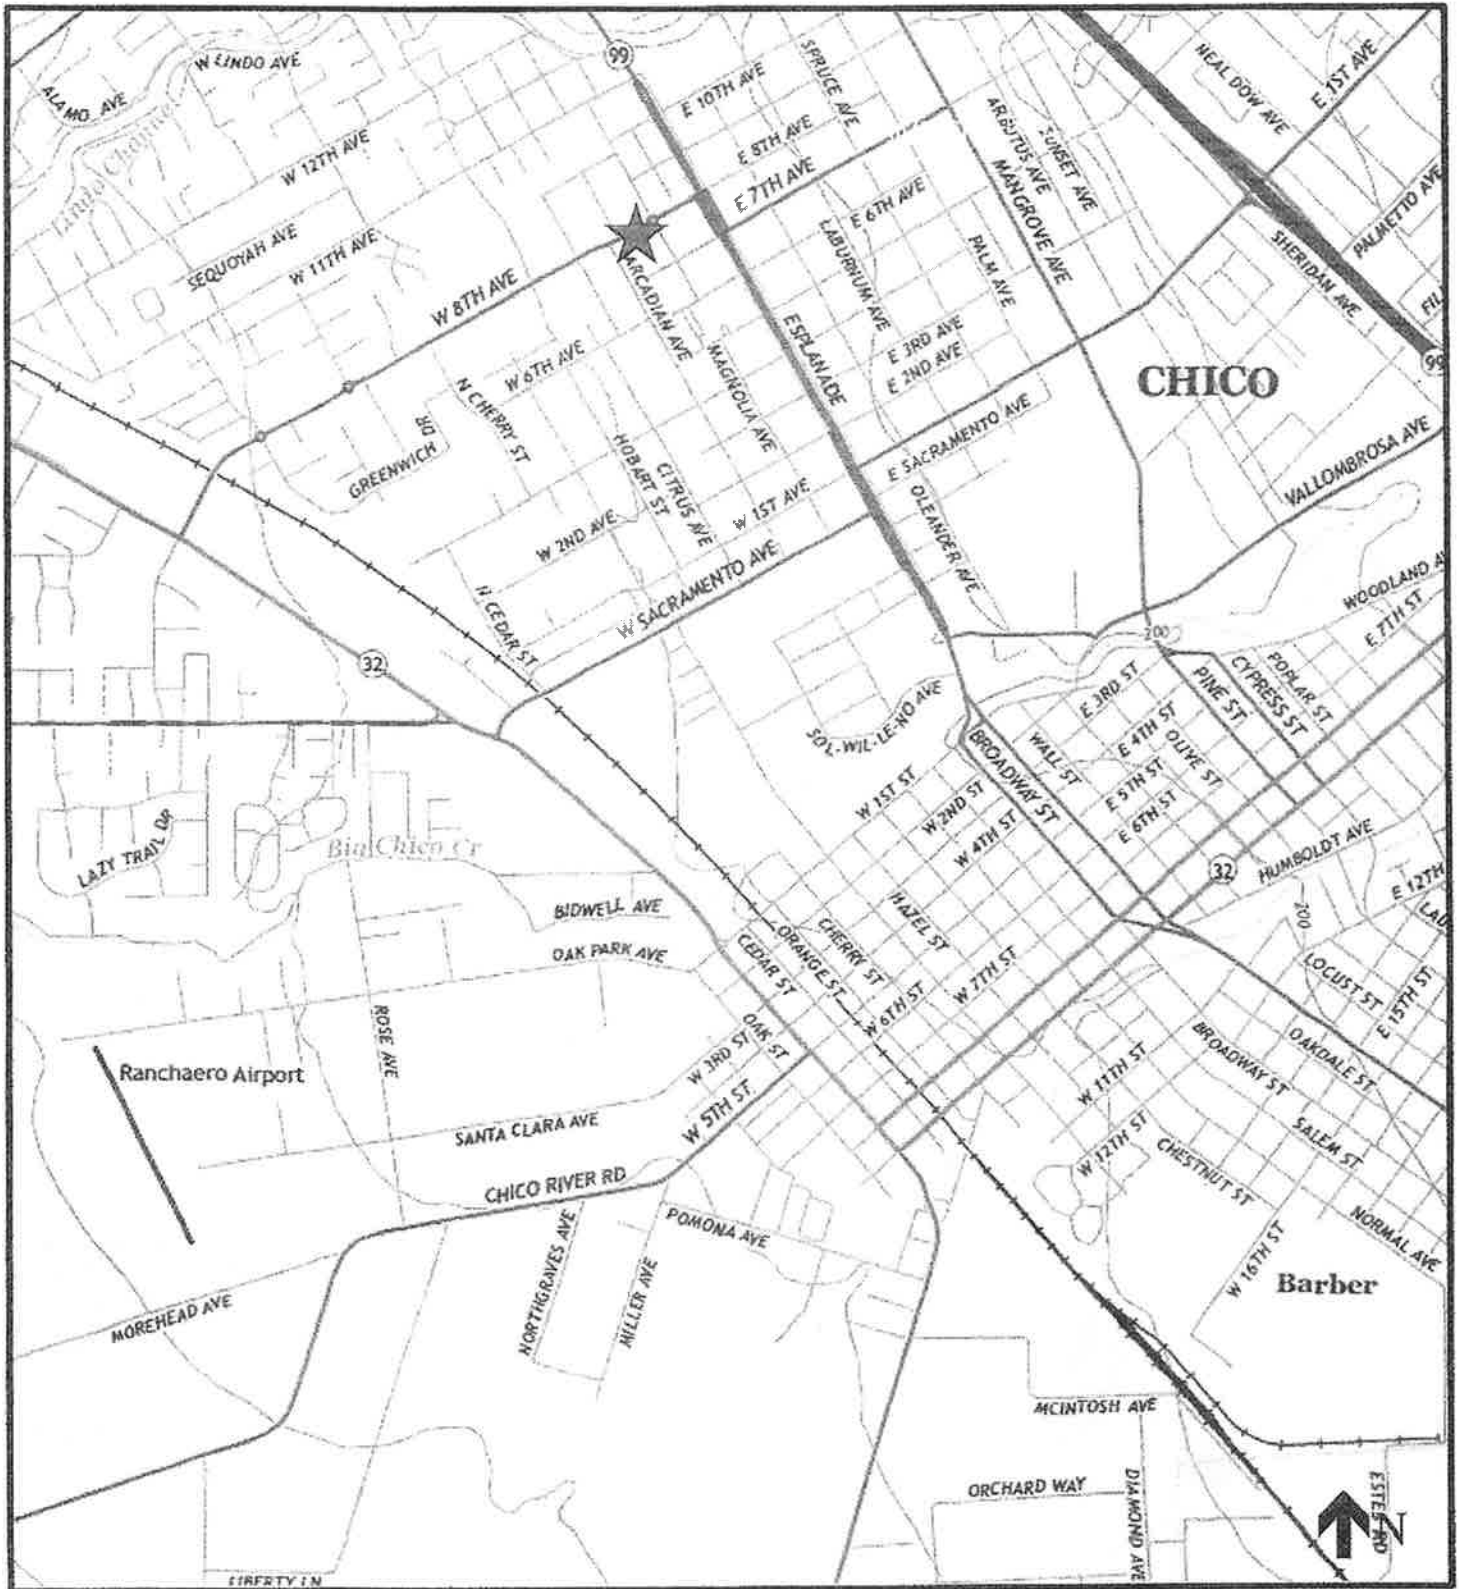 99
W LINDO AVE
ALAMO AVE
Lindo Channel
W 12TH AVE
SEQUOYAH AVE
W 11TH AVE
W 8TH AVE
E 10TH AVE
SPRUCE AVE
E 8TH AVE
E 7TH AVE
E 6TH AVE
LABURNUM AVE
PALM AVE
ARBUTUS AVE
SUNSET AVE
MANGROVE AVE
NEAL DOW AVE
E 1ST AVE
PALMETTO AVE
SHERIDAN AVE
FIL
99
CHICO
ARCADIAN AVE
MAGNOLIA AVE
ESPLANADE
E 3RD AVE
E 2ND AVE
E SACRAMENTO AVE
W 6TH AVE
N CHERRY ST
GREENWICH DR
HOBART ST
CITRUS AVE
W 1ST AVE
W 2ND AVE
W SACRAMENTO AVE
N CEDAR ST
OLEANDER AVE
VALLOMBROSA AVE
WOODLAND A
E 7TH ST
200
32
SOL-WIL-LE-NO AVE
E 3RD ST
PINE ST
CYPRESS ST
POPLAR ST
BROADWAY ST
WALL ST
E 4TH ST
OLIVE ST
E 5TH ST
E 6TH ST
W 1ST ST
W 2ND ST
W 4TH ST
32
HUMBOLDT AVE
E 12TH
LAZY TRAIL DR
Big Chico Cr
BIDWELL AVE
OAK PARK AVE
CEDAR ST
ORANGE ST
CHERRY ST
HAZEL ST
W 6TH ST
W 7TH ST
200
LOCUST ST
E 15TH ST
ROSE AVE
OAK ST
W 3RD ST
W 5TH ST
BROADWAY ST
OAKDALE ST
W 11TH ST
W 12TH ST
SALEM ST
CHESTNUT ST
NORMAL AVE
Ranchaero Airport
SANTA CLARA AVE
CHICO RIVER RD
POMONA AVE
NORTHGRAVES AVE
MILLER AVE
MOREHEAD AVE
W 16TH ST
Barber
MCINTOSH AVE
ORCHARD WAY
DIAMOND AVE
ESTES RD
N
LIBERTY LN